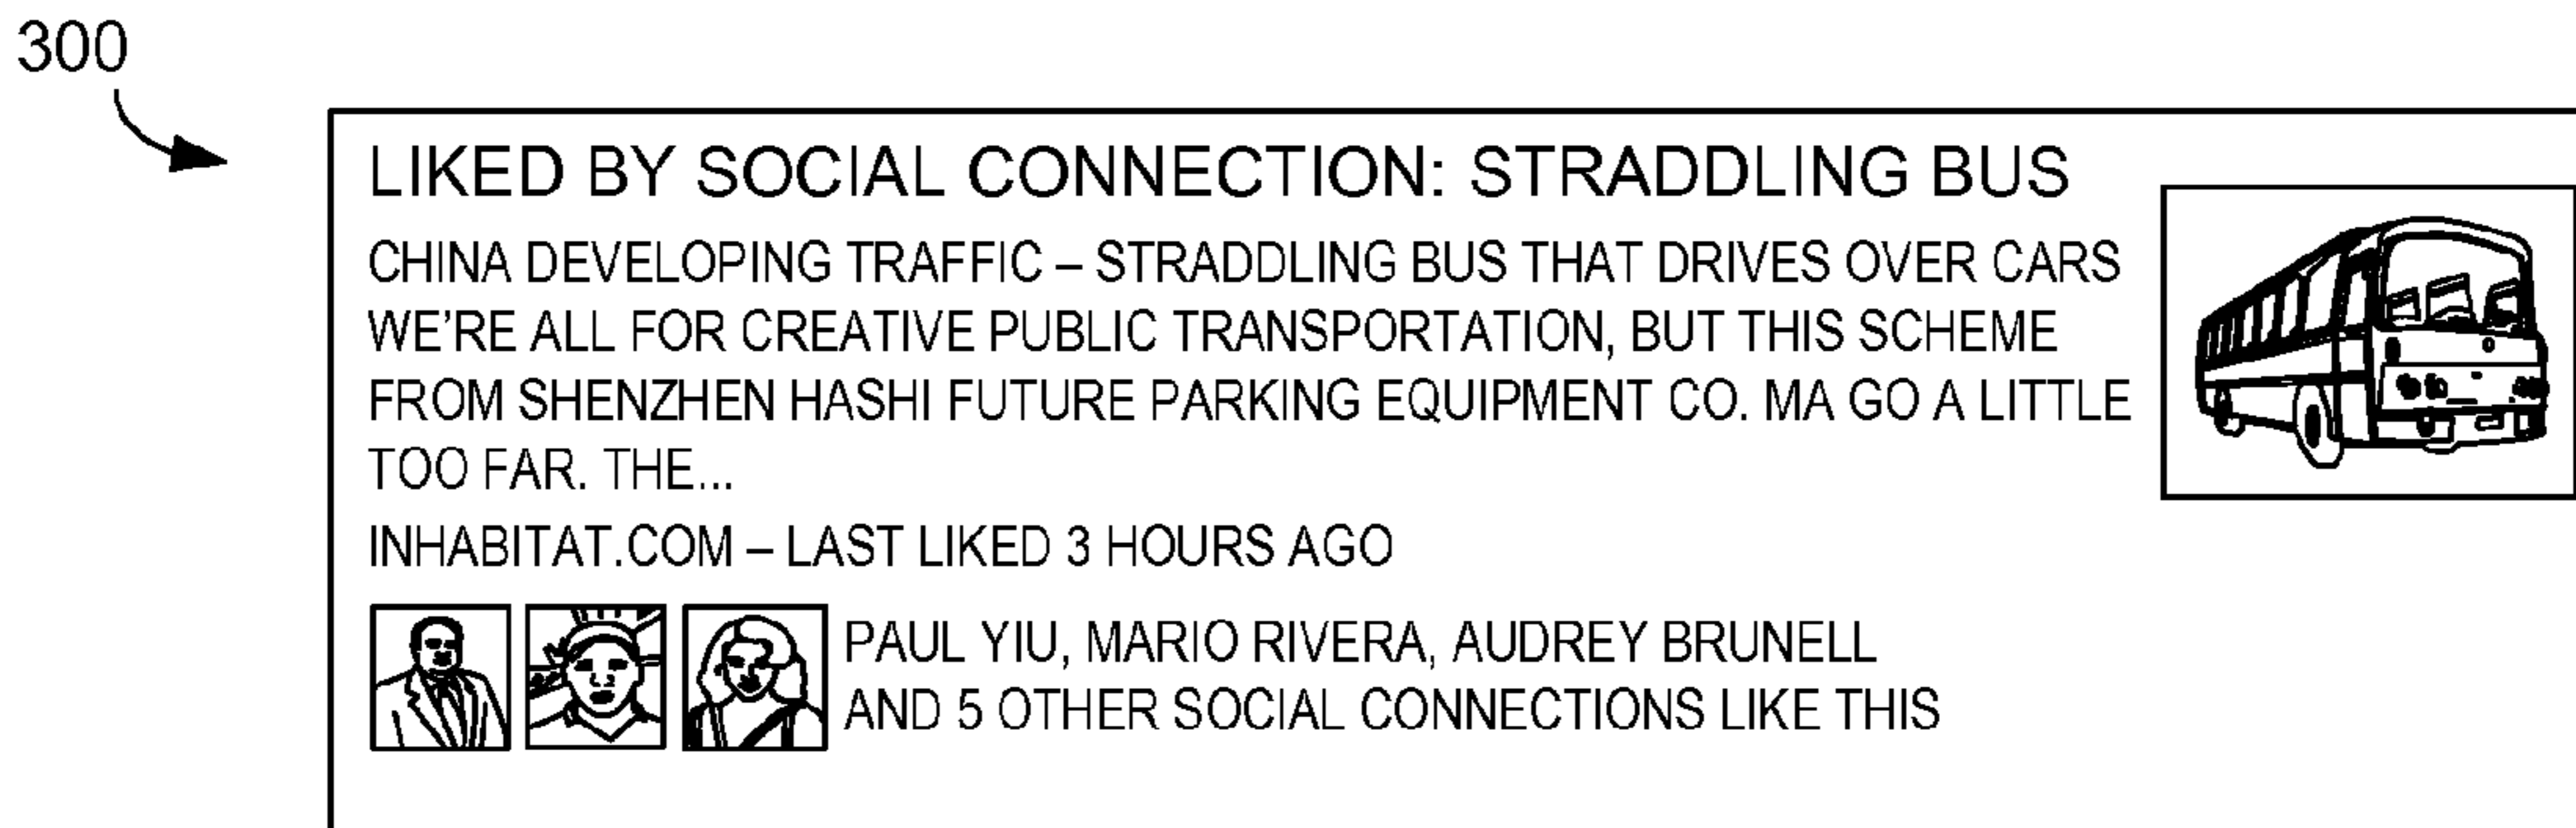 300
LIKED BY SOCIAL CONNECTION: STRADDLING BUS
CHINA DEVELOPING TRAFFIC – STRADDLING BUS THAT DRIVES OVER CARS
WE'RE ALL FOR CREATIVE PUBLIC TRANSPORTATION, BUT THIS SCHEME
FROM SHENZHEN HASHI FUTURE PARKING EQUIPMENT CO. MA GO A LITTLE
TOO FAR. THE...
INHABITAT.COM – LAST LIKED 3 HOURS AGO
PAUL YIU, MARIO RIVERA, AUDREY BRUNELL
AND 5 OTHER SOCIAL CONNECTIONS LIKE THIS